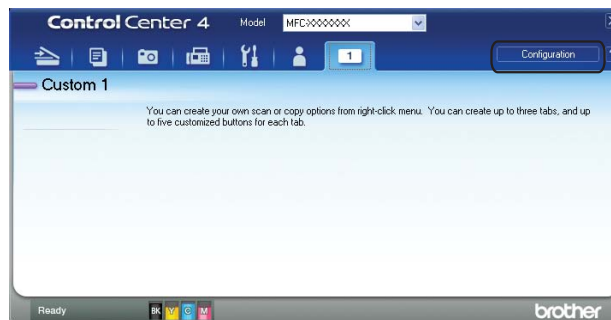 Control Center 4 Model MFC-XXXXXX
1 Configuration
Custom 1
You can create your own scan or copy options from right-click menu. You can create up to three tabs, and up
to five customized buttons for each tab.
Ready BK Y C M brother